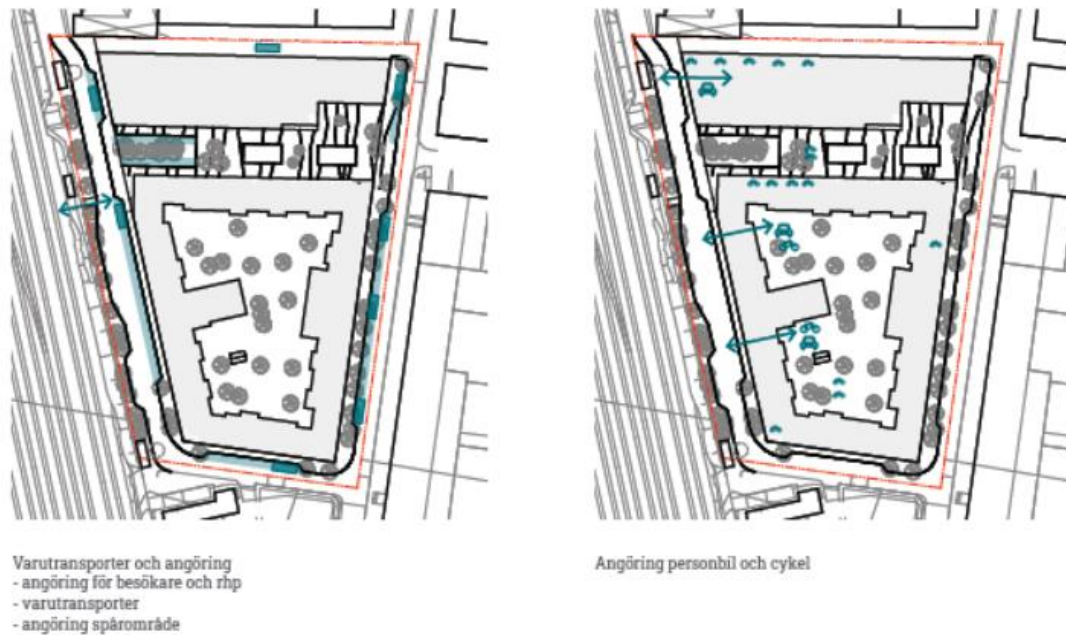 Varutransporter och angöring
- angöring för besökare och rhp
- varutransporter
- angöring spårområde
Angöring personbil och cykel